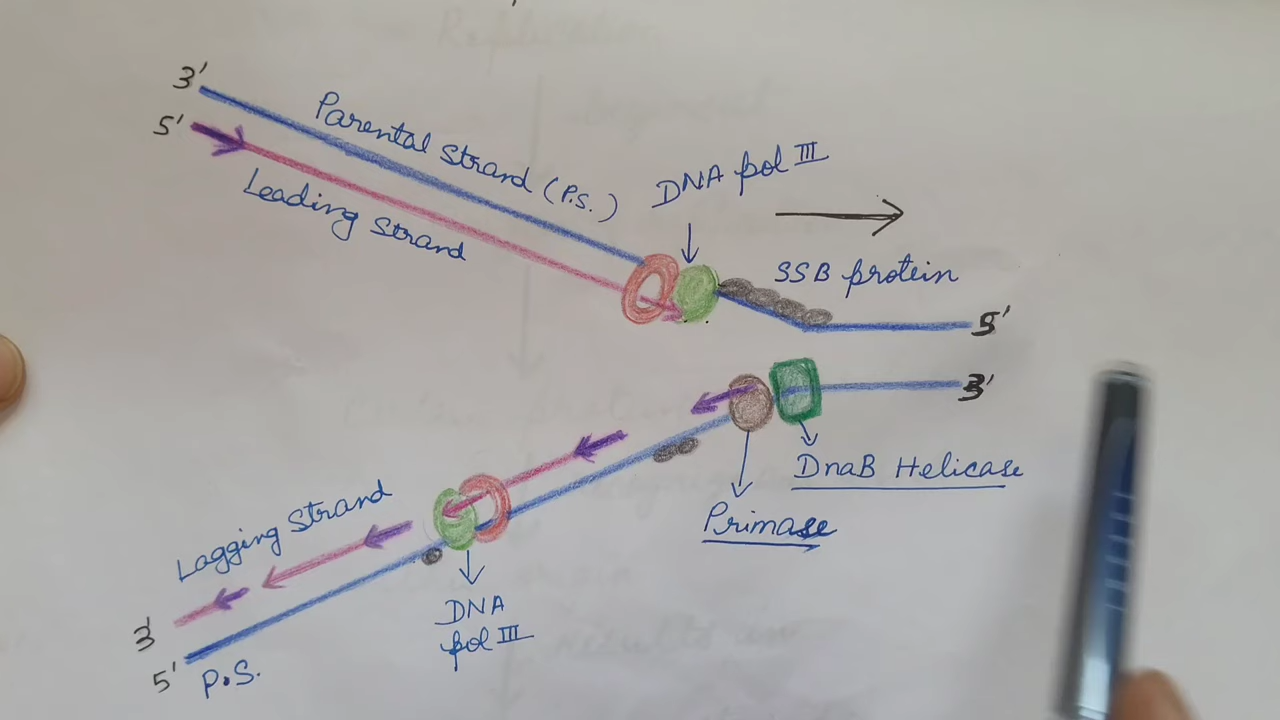 3'
5'
Parental Strand (P.S.)
Leading Strand
DNA pol III
SSB protein
5'
3'
DnaB Helicase
Primase
Lagging Strand
DNA
pol III
3'
5'
P.S.